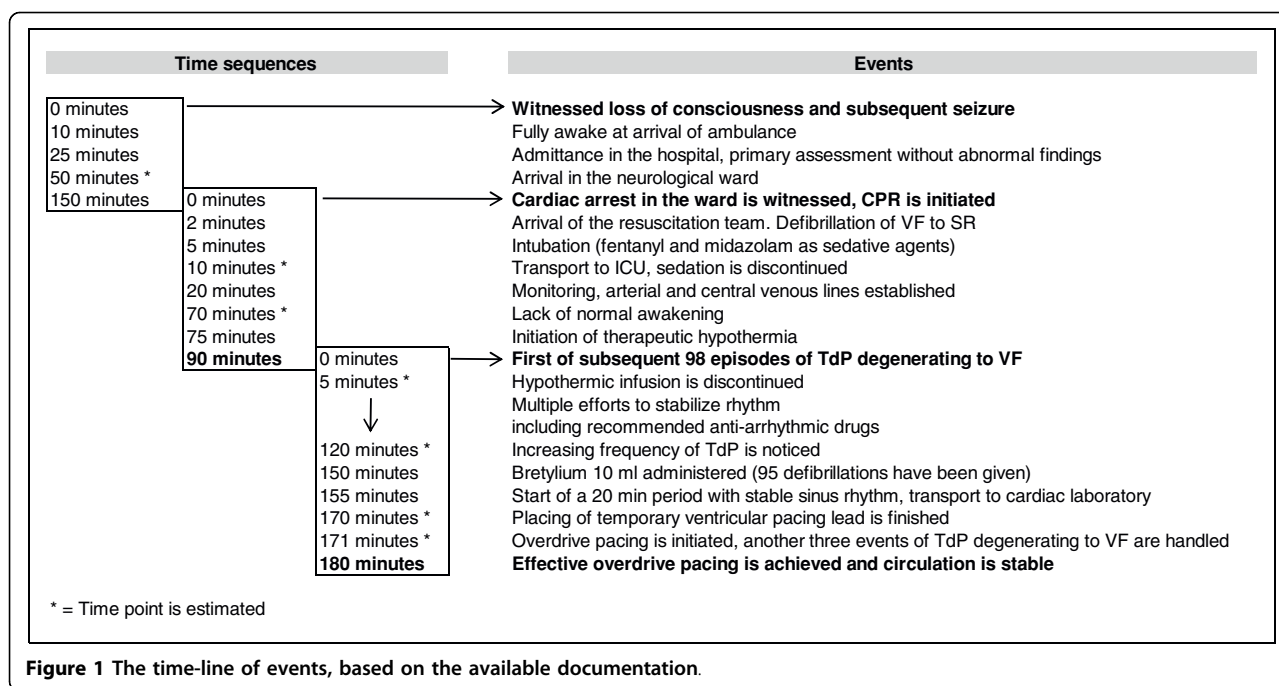 Time sequences Events
0 minutes Witnessed loss of consciousness and subsequent seizure
10 minutes Fully awake at arrival of ambulance
25 minutes Admittance in the hospital, primary assessment without abnormal findings
50 minutes * Arrival in the neurological ward
150 minutes 0 minutes Cardiac arrest in the ward is witnessed, CPR is initiated
2 minutes Arrival of the resuscitation team. Defibrillation of VF to SR
5 minutes Intubation (fentanyl and midazolam as sedative agents)
10 minutes * Transport to ICU, sedation is discontinued
20 minutes Monitoring, arterial and central venous lines established
70 minutes * Lack of normal awakening
75 minutes Initiation of therapeutic hypothermia
90 minutes 0 minutes First of subsequent 98 episodes of TdP degenerating to VF
5 minutes * Hypothermic infusion is discontinued
Multiple efforts to stabilize rhythm
including recommended anti-arrhythmic drugs
120 minutes * Increasing frequency of TdP is noticed
150 minutes Bretylium 10 ml administered (95 defibrillations have been given)
155 minutes Start of a 20 min period with stable sinus rhythm, transport to cardiac laboratory
170 minutes * Placing of temporary ventricular pacing lead is finished
171 minutes * Overdrive pacing is initiated, another three events of TdP degenerating to VF are handled
180 minutes Effective overdrive pacing is achieved and circulation is stable
* = Time point is estimated
Figure 1 The time-line of events, based on the available documentation.